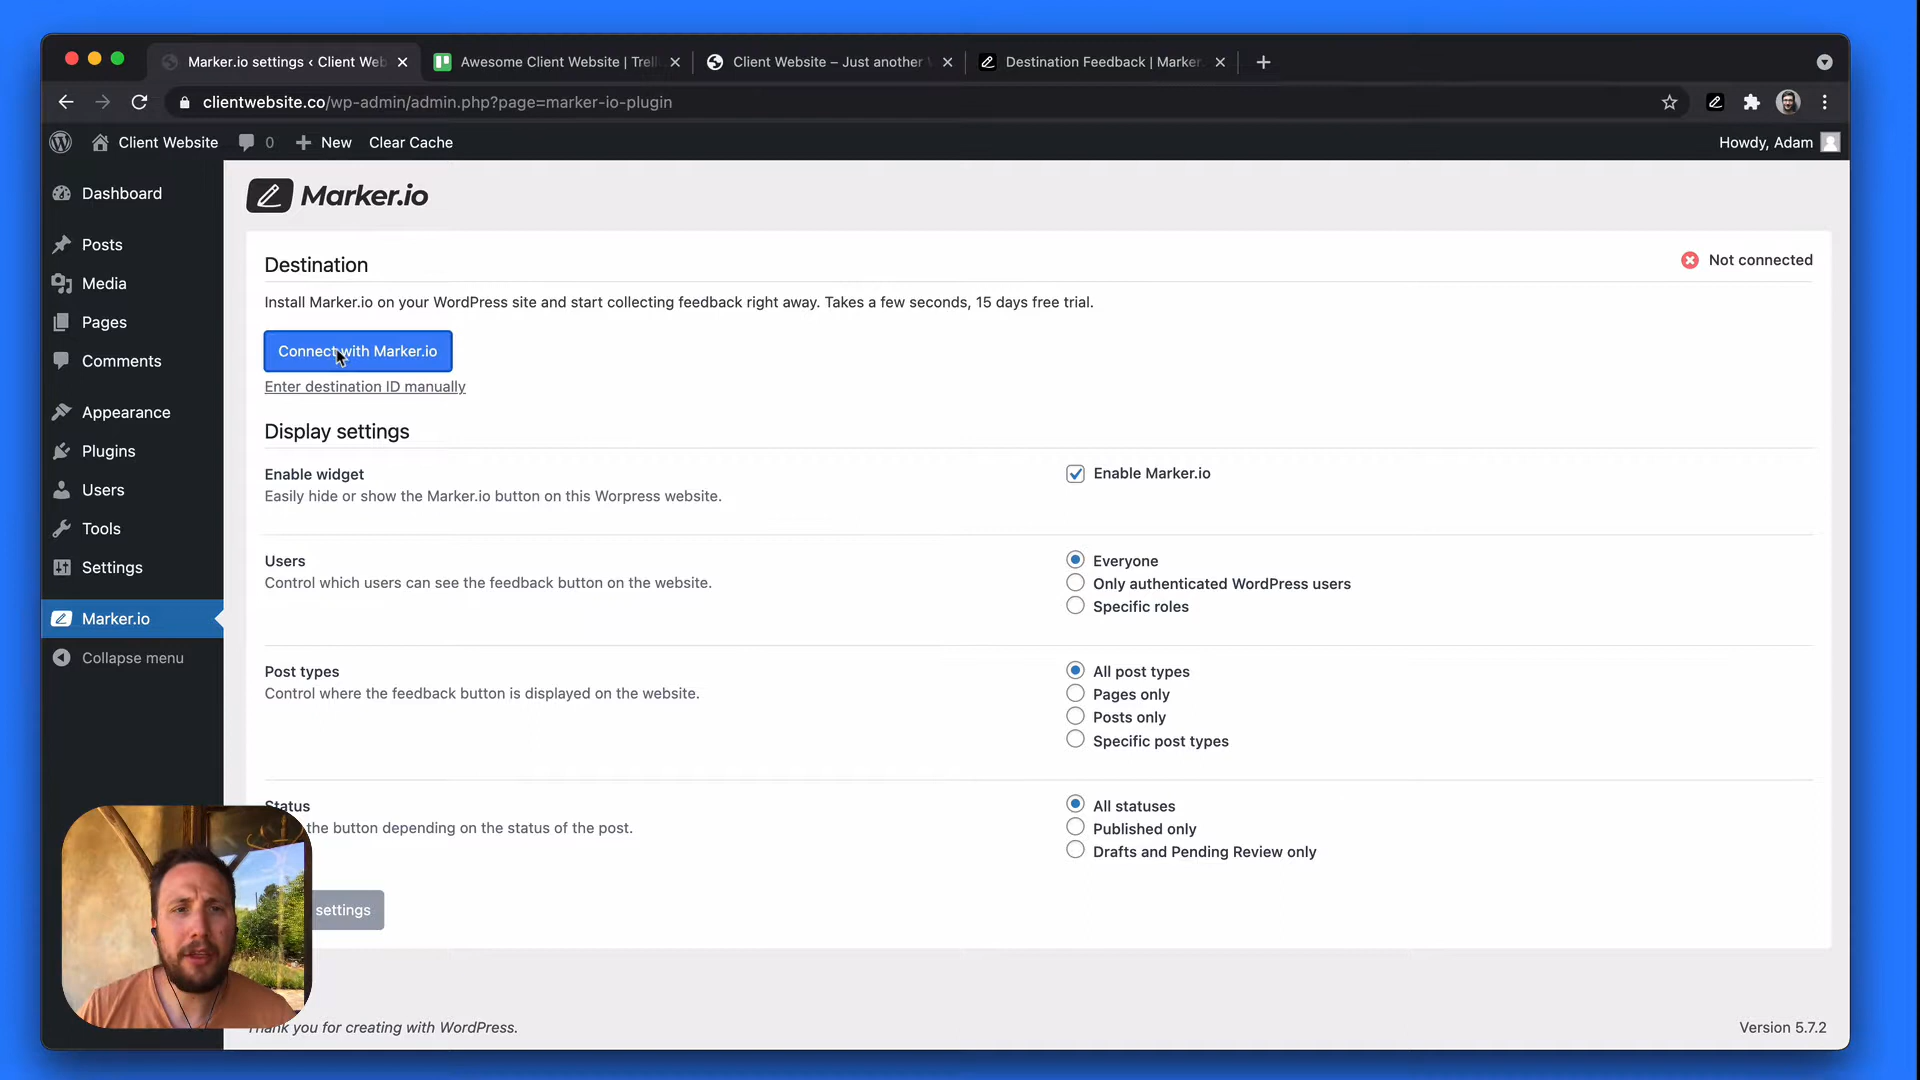 Marker.io settings ‹ Client Web
Awesome Client Website | Trell
Client Website – Just another
Destination Feedback | Marker
clientwebsite.co/wp-admin/admin.php?page=marker-io-plugin
Client Website
0
New
Clear Cache
Howdy, Adam
Dashboard
Posts
Media
Pages
Comments
Appearance
Plugins
Users
Tools
Settings
Marker.io
Collapse menu
Marker.io
Destination
Not connected
Install Marker.io on your WordPress site and start collecting feedback right away. Takes a few seconds, 15 days free trial.
Connect with Marker.io
Enter destination ID manually
Display settings
Enable widget
Easily hide or show the Marker.io button on this Worpress website.
Enable Marker.io
Users
Control which users can see the feedback button on the website.
Everyone
Only authenticated WordPress users
Specific roles
Post types
Control where the feedback button is displayed on the website.
All post types
Pages only
Posts only
Specific post types
Status
the button depending on the status of the post.
All statuses
Published only
Drafts and Pending Review only
settings
Thank you for creating with WordPress.
Version 5.7.2